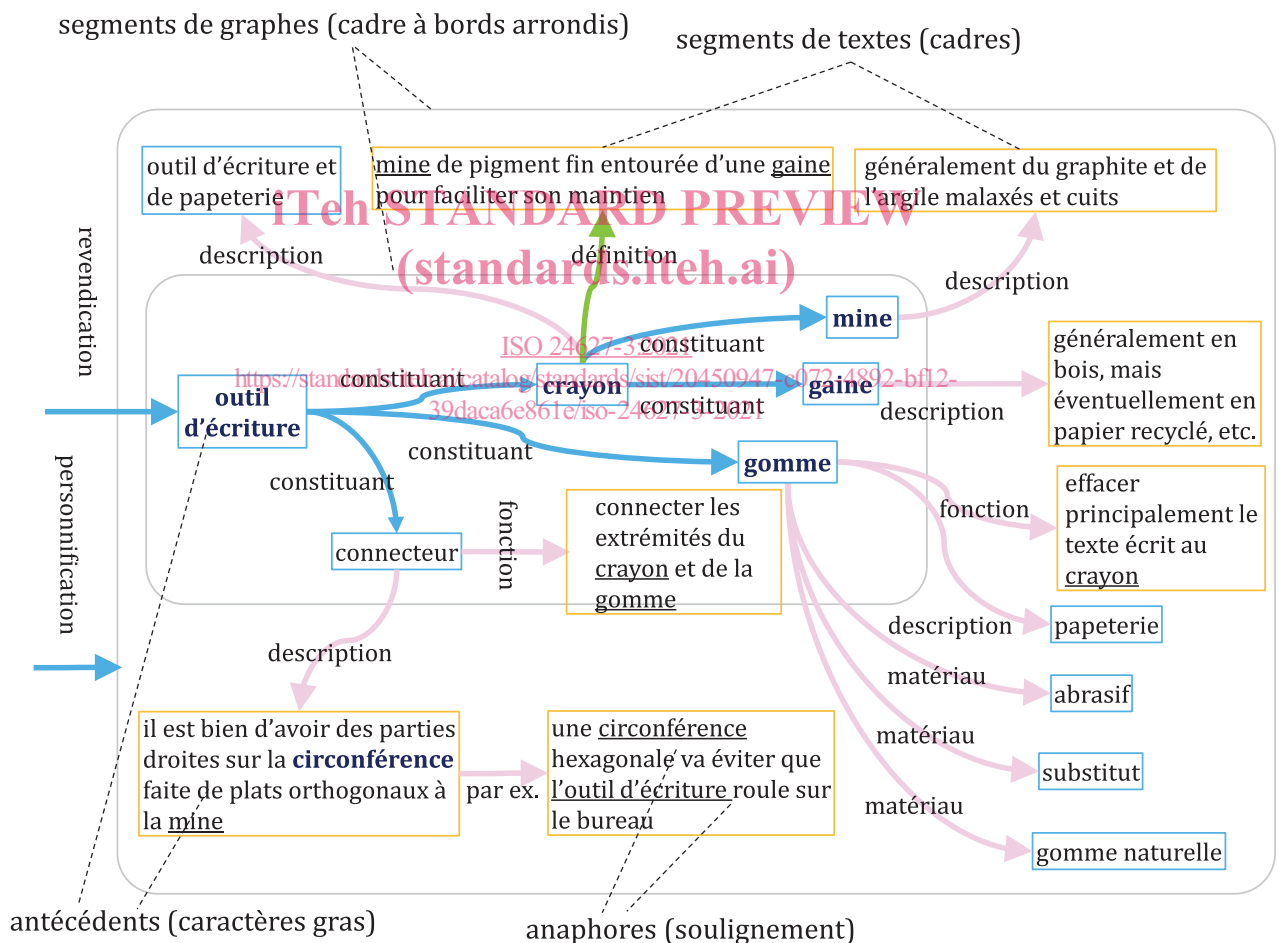 segments de graphes (cadre à bords arrondis)
segments de textes (cadres)
outil d'écriture et
de papeterie
mine de pigment fin entourée d'une gaine
pour faciliter son maintien
généralement du graphite et de
l'argile malaxés et cuits
iTeh STANDARD PREVIEW
(standards.iteh.ai)
revendication
description
définition
description
mine
ISO 24627-3:2021
constituant
https://standards.iteh.ai/catalog/standards/sist/20450947-c072-4892-bf12-
39daca6e861e/iso-24627-3-2021
constituant
crayon
constituant
gaine
description
généralement en
bois, mais
éventuellement en
papier recyclé, etc.
outil
d'écriture
constituant
gomme
constituant
personnification
connecteur
fonction
connecter les
extrémités du
crayon et de la
gomme
fonction
effacer
principalement le
texte écrit au
crayon
description
papeterie
description
matériau
abrasif
il est bien d'avoir des parties
droites sur la circonférence
faite de plats orthogonaux à
la mine
par ex.
une circonférence
hexagonale va éviter que
l'outil d'écriture roule sur
le bureau
matériau
substitut
matériau
gomme naturelle
antécédents (caractères gras)
anaphores (soulignement)